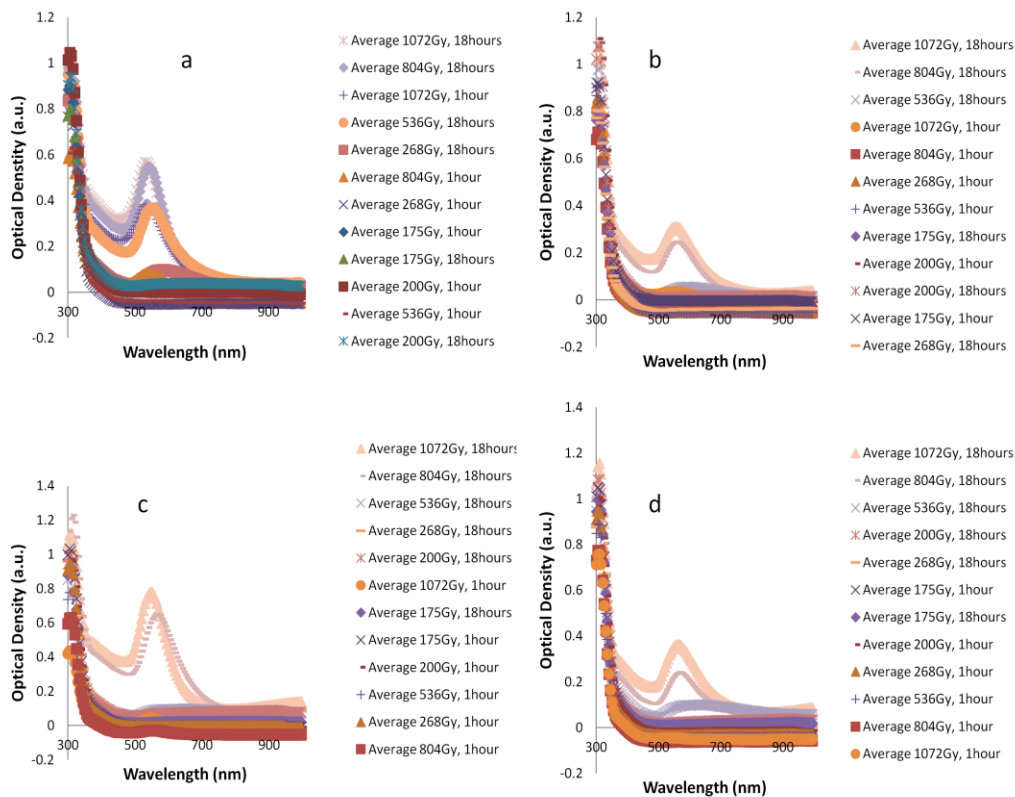 1.2
1
0.8
0.6
0.4
0.2
0
-0.2
Optical Denstity (a.u.)
a
300
500
700
900
Wavelength (nm)
Average 1072Gy, 18hours
Average 804Gy, 18hours
Average 1072Gy, 1hour
Average 536Gy, 18hours
Average 268Gy, 18hours
Average 804Gy, 1hour
Average 268Gy, 1hour
Average 175Gy, 1hour
Average 175Gy, 18hours
Average 200Gy, 1hour
Average 536Gy, 1hour
Average 200Gy, 18hours
1.2
1
0.8
0.6
0.4
0.2
0
-0.2
Optical Density (a.u.)
b
300
500
700
900
Wavelength (nm)
Average 1072Gy, 18hours
Average 804Gy, 18hours
Average 536Gy, 18hours
Average 1072Gy, 1hour
Average 804Gy, 1hour
Average 268Gy, 1hour
Average 536Gy, 1hour
Average 175Gy, 18hours
Average 200Gy, 1hour
Average 200Gy, 18hours
Average 175Gy, 1hour
Average 268Gy, 18hours
1.4
1.2
1
0.8
0.6
0.4
0.2
0
-0.2
Optical Density (a.u.)
c
300
500
700
900
Wavelength (nm)
Average 1072Gy, 18hours
Average 804Gy, 18hours
Average 536Gy, 18hours
Average 268Gy, 18hours
Average 200Gy, 18hours
Average 1072Gy, 1hour
Average 175Gy, 18hours
Average 175Gy, 1hour
Average 200Gy, 1hour
Average 536Gy, 1hour
Average 268Gy, 1hour
Average 804Gy, 1hour
1.4
1.2
1
0.8
0.6
0.4
0.2
0
-0.2
Optical Density (a.u.)
d
300
500
700
900
Wavelength (nm)
Average 1072Gy, 18hours
Average 804Gy, 18hours
Average 536Gy, 18hours
Average 200Gy, 18hours
Average 268Gy, 18hours
Average 175Gy, 1hour
Average 175Gy, 18hours
Average 200Gy, 1hour
Average 268Gy, 1hour
Average 536Gy, 1hour
Average 804Gy, 1hour
Average 1072Gy, 1hour